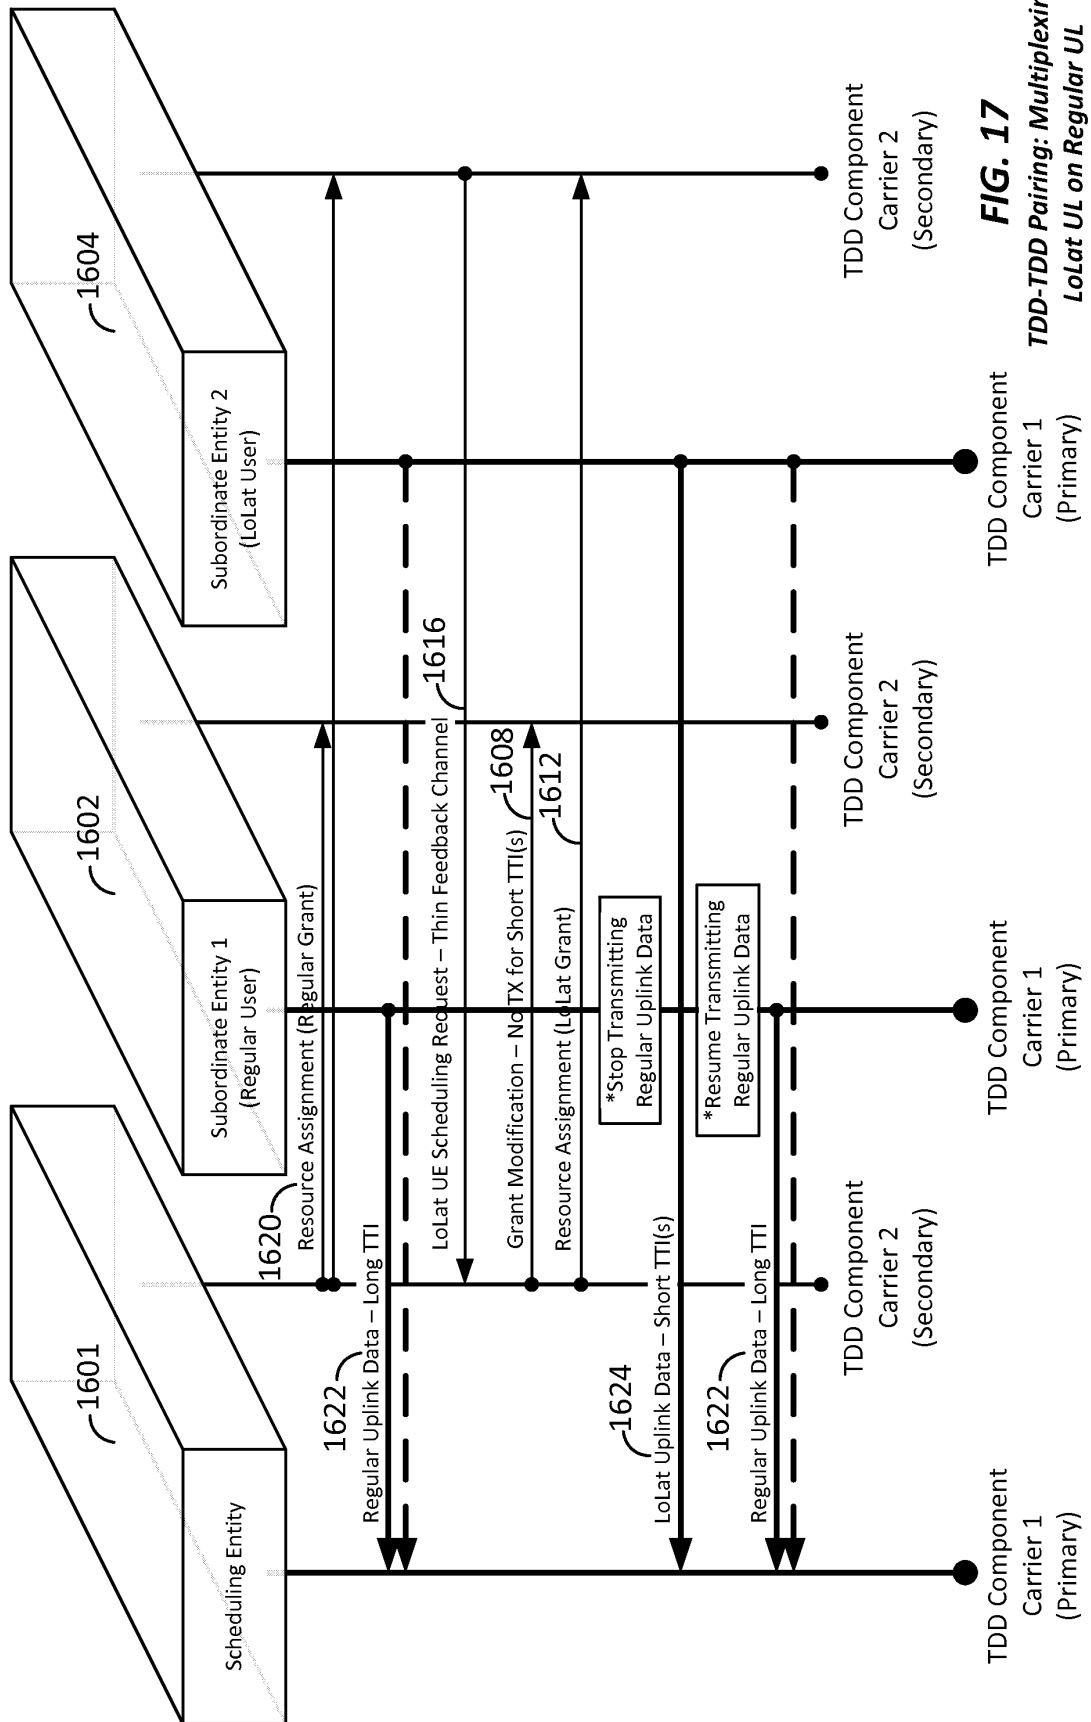 1601
Scheduling Entity
1602
Subordinate Entity 1
(Regular User)
1604
Subordinate Entity 2
(LoLat User)
1620
Resource Assignment (Regular Grant)
1622
Regular Uplink Data – Long TTI
LoLat UE Scheduling Request – Thin Feedback Channel
1616
Grant Modification – No TX for Short TTI(s)
1608
Resource Assignment (LoLat Grant)
1612
*Stop Transmitting
Regular Uplink Data
1624
LoLat Uplink Data – Short TTI(s)
*Resume Transmitting
Regular Uplink Data
1622
Regular Uplink Data – Long TTI
TDD Component
Carrier 2
(Secondary)
TDD Component
Carrier 2
(Secondary)
TDD Component
Carrier 2
(Secondary)
TDD Component
Carrier 1
(Primary)
TDD Component
Carrier 1
(Primary)
TDD Component
Carrier 1
(Primary)
FIG. 17
TDD-TDD Pairing: Multiplexin
LoLat UL on Regular UL